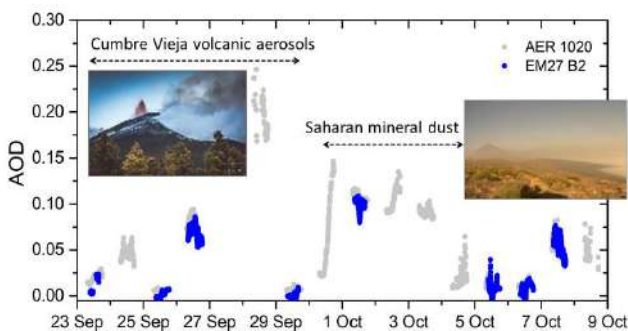 Cumbre Vieja volcanic aerosols
AER 1020
EM27 B2
Saharan mineral dust
AOD
0.30
0.25
0.20
0.15
0.10
0.05
0.00
23 Sep 25 Sep 27 Sep 29 Sep 1 Oct 3 Oct 5 Oct 7 Oct 9 Oct